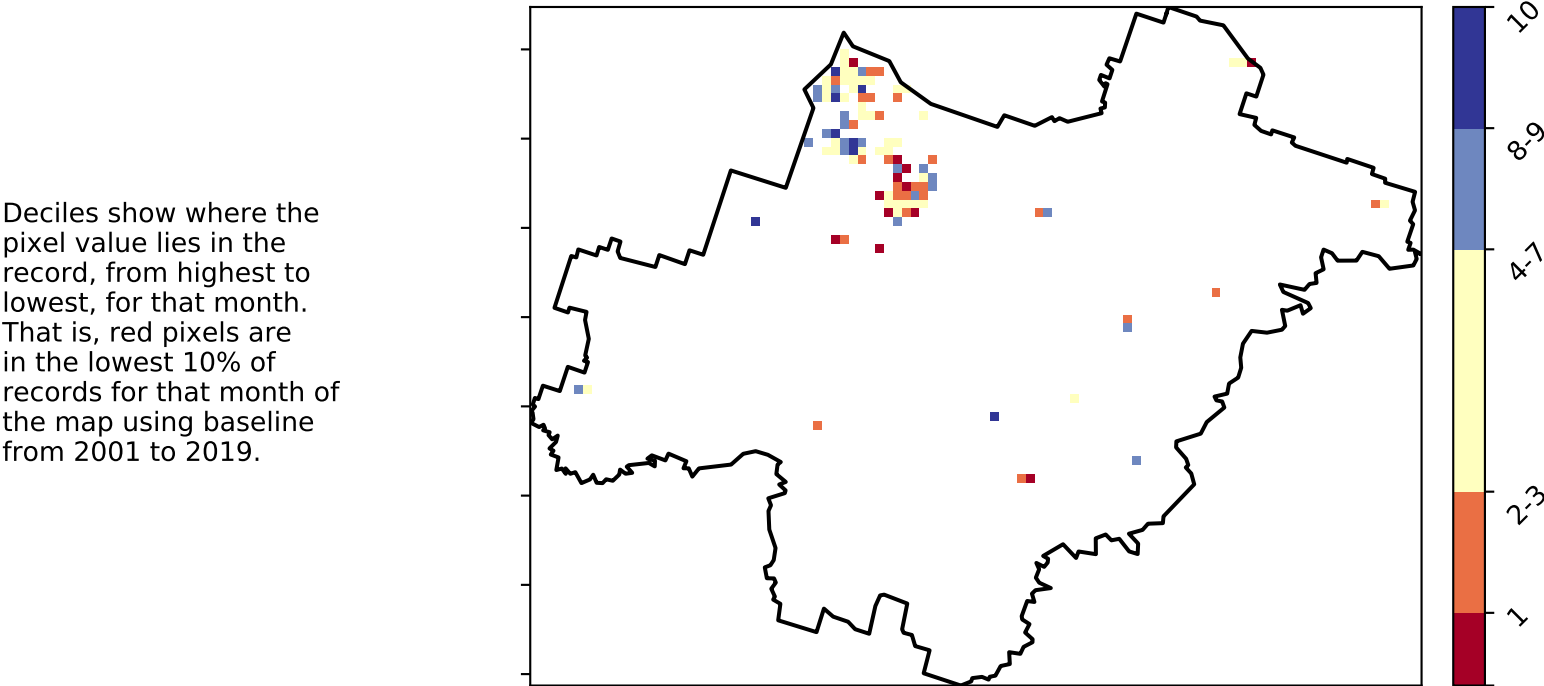 Deciles show where the
pixel value lies in the
record, from highest to
lowest, for that month.
That is, red pixels are
in the lowest 10% of
records for that month of
the map using baseline
from 2001 to 2019.
10
8-9
4-7
2-3
1